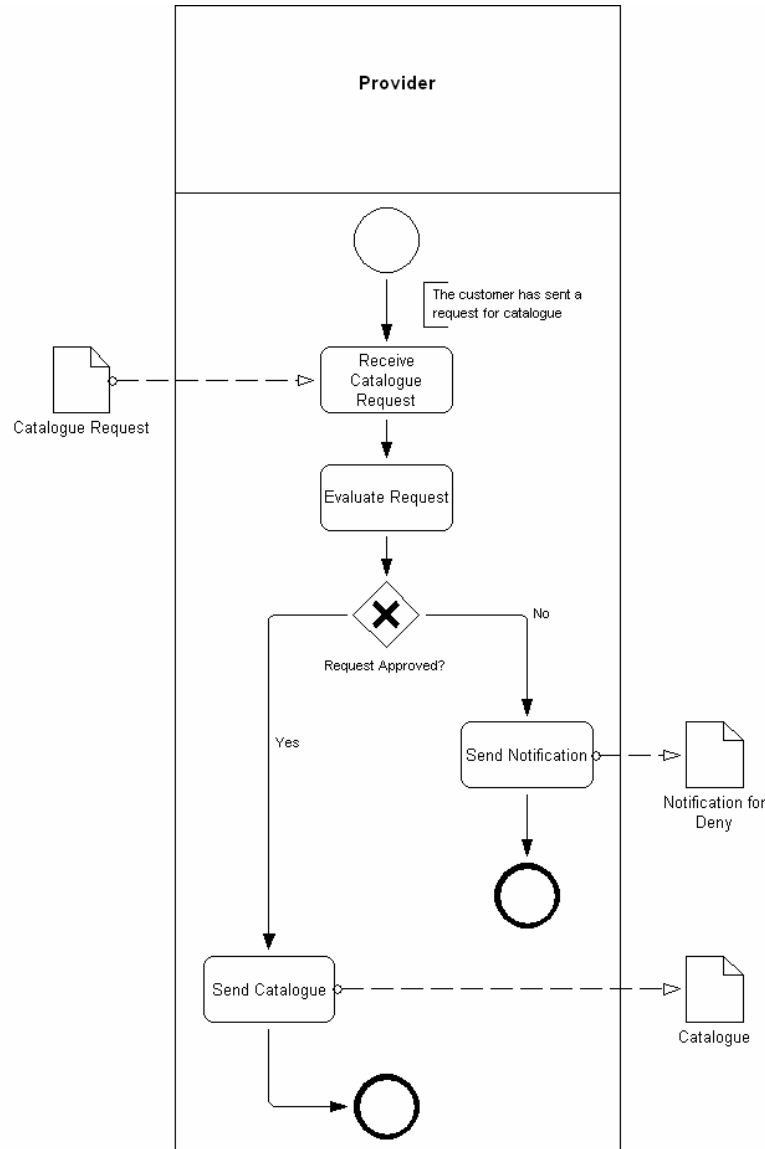 Provider
The customer has sent a
request for catalogue
Receive
Catalogue
Request
Catalogue Request
Evaluate Request
No
Request Approved?
Yes
Send Notification
Notification for
Deny
Send Catalogue
Catalogue